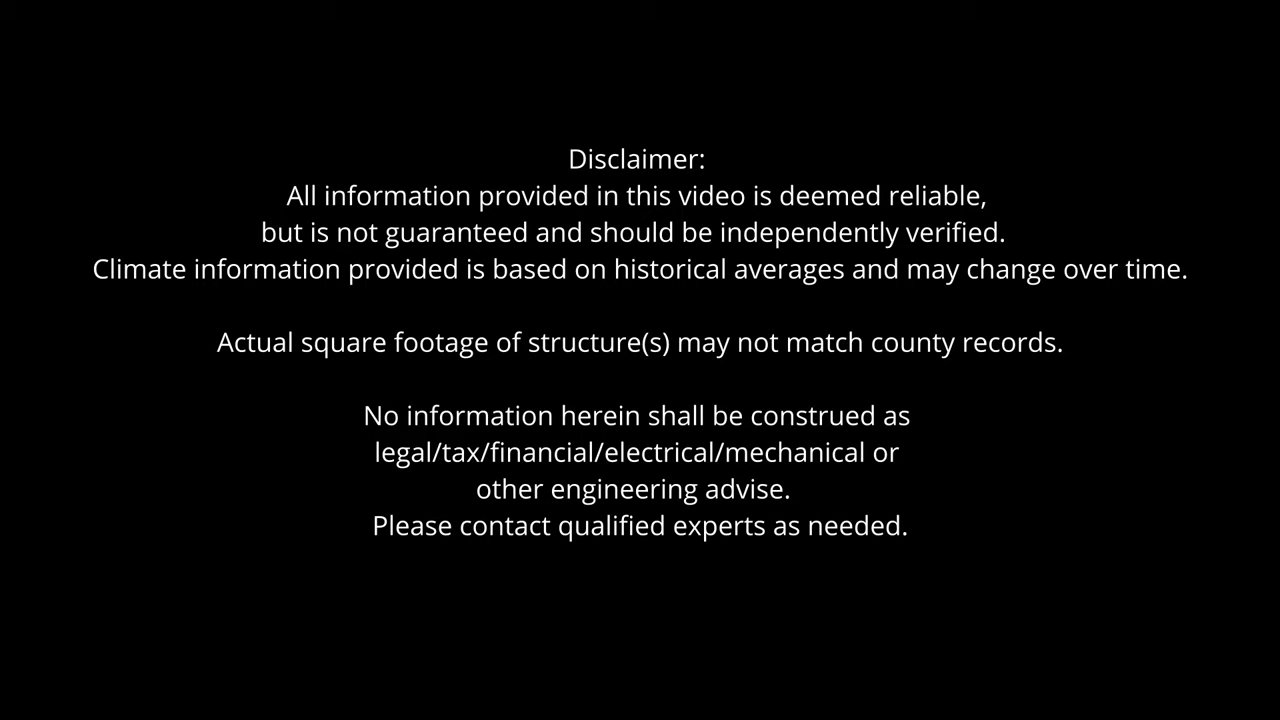 Disclaimer:
All information provided in this video is deemed reliable,
but is not guaranteed and should be independently verified.
Climate information provided is based on historical averages and may change over time.
Actual square footage of structure(s) may not match county records.
No information herein shall be construed as
legal/tax/financial/electrical/mechanical or
other engineering advise.
Please contact qualified experts as needed.